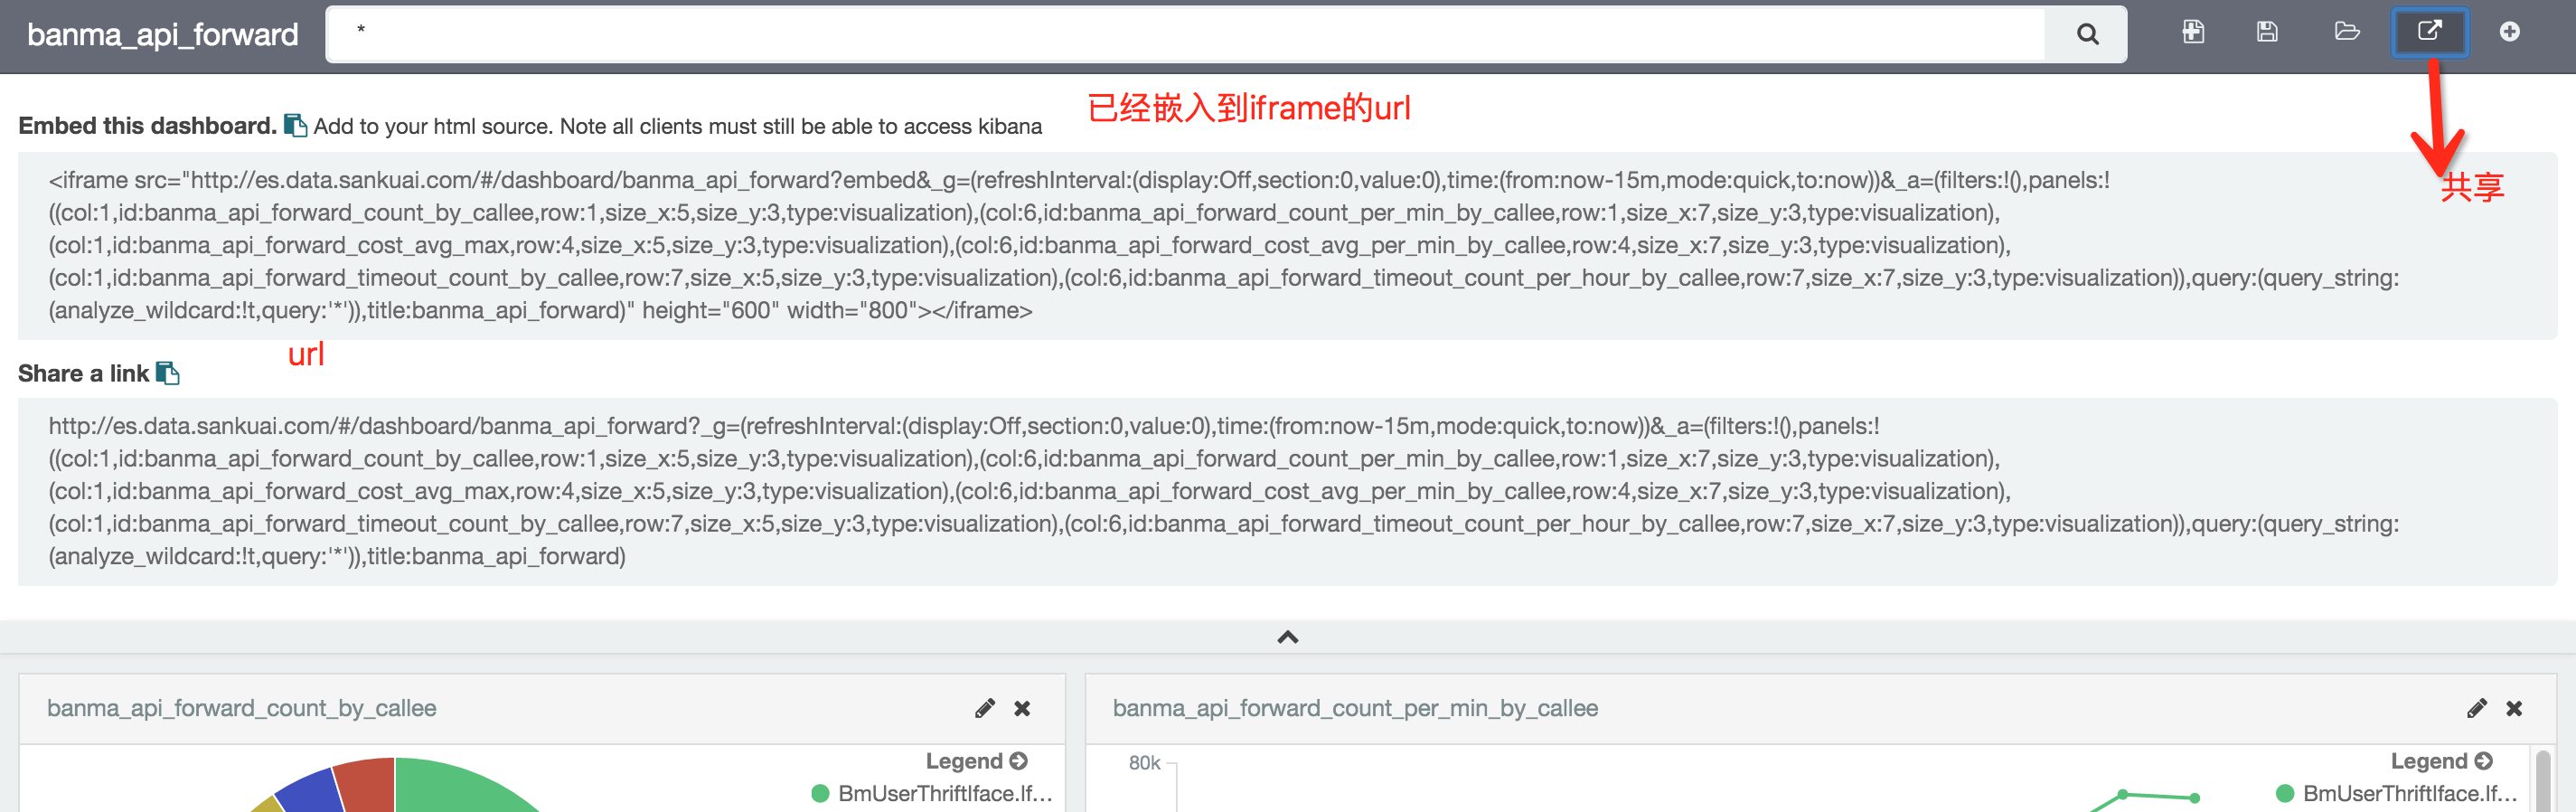 banma_api_forward
*
已经嵌入到iframe的url
Embed this dashboard. Add to your html source. Note all clients must still be able to access kibana
共享
<iframe src="http://es.data.sankuai.com/#/dashboard/banma_api_forward?embed&_g=(refreshInterval:(display:Off,section:0,value:0),time:(from:now-15m,mode:quick,to:now))&_a=(filters:!(),panels:!
((col:1,id:banma_api_forward_count_by_callee,row:1,size_x:5,size_y:3,type:visualization),(col:6,id:banma_api_forward_count_per_min_by_callee,row:1,size_x:7,size_y:3,type:visualization),
(col:1,id:banma_api_forward_cost_avg_max,row:4,size_x:5,size_y:3,type:visualization),(col:6,id:banma_api_forward_cost_avg_per_min_by_callee,row:4,size_x:7,size_y:3,type:visualization),
(col:1,id:banma_api_forward_timeout_count_by_callee,row:7,size_x:5,size_y:3,type:visualization),(col:6,id:banma_api_forward_timeout_count_per_hour_by_callee,row:7,size_x:7,size_y:3,type:visualization)),query:(query_string:
(analyze_wildcard:!t,query:'*')),title:banma_api_forward)" height="600" width="800"></iframe>
url
Share a link
http://es.data.sankuai.com/#/dashboard/banma_api_forward?_g=(refreshInterval:(display:Off,section:0,value:0),time:(from:now-15m,mode:quick,to:now))&_a=(filters:!(),panels:!
((col:1,id:banma_api_forward_count_by_callee,row:1,size_x:5,size_y:3,type:visualization),(col:6,id:banma_api_forward_count_per_min_by_callee,row:1,size_x:7,size_y:3,type:visualization),
(col:1,id:banma_api_forward_cost_avg_max,row:4,size_x:5,size_y:3,type:visualization),(col:6,id:banma_api_forward_cost_avg_per_min_by_callee,row:4,size_x:7,size_y:3,type:visualization),
(col:1,id:banma_api_forward_timeout_count_by_callee,row:7,size_x:5,size_y:3,type:visualization),(col:6,id:banma_api_forward_timeout_count_per_hour_by_callee,row:7,size_x:7,size_y:3,type:visualization)),query:(query_string:
(analyze_wildcard:!t,query:'*')),title:banma_api_forward)
banma_api_forward_count_by_callee
Legend
BmUserThriftIface.If...
banma_api_forward_count_per_min_by_callee
80k
Legend
BmUserThriftIface.If...